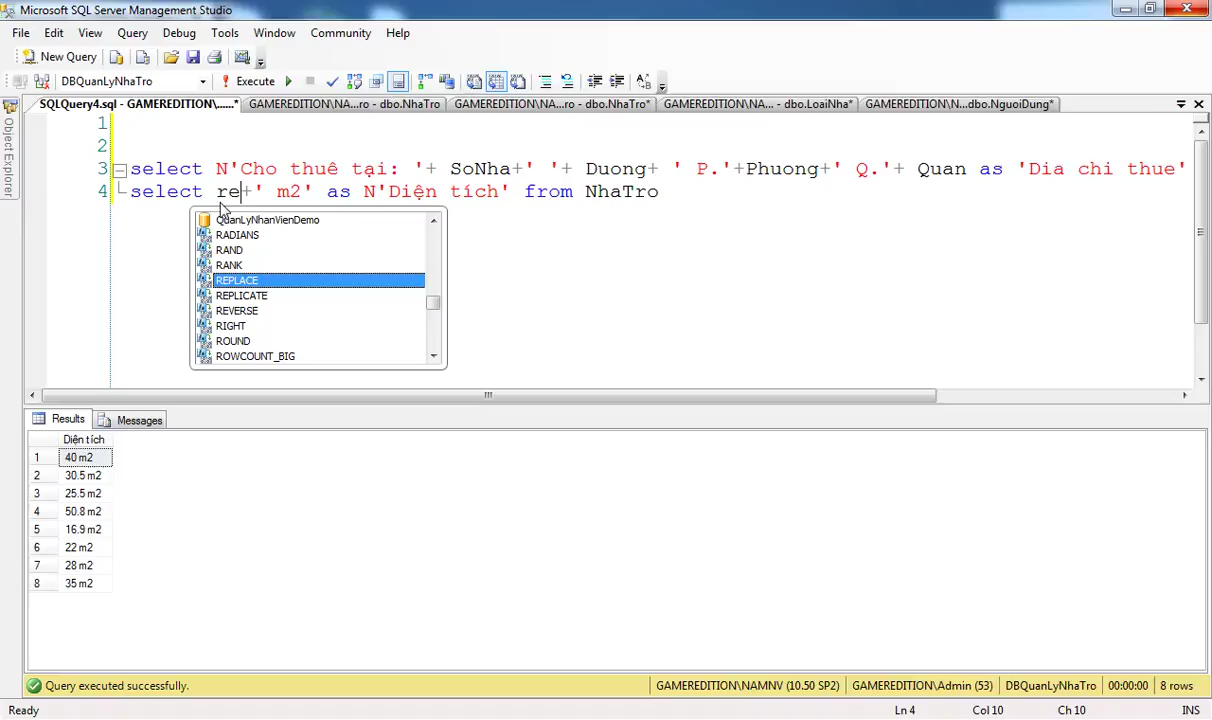 Microsoft SQL Server Management Studio
File Edit View Query Debug Tools Window Community Help
New Query
DBQuanLyNhaTro Execute
SQLQuery4.sql - GAMEREDITION\......* GAMEREDITION\NA...ro - dbo.NhaTro GAMEREDITION\NA...ro - dbo.NhaTro* GAMEREDITION\NA... - dbo.LoaiNha* GAMEREDITION\N...dbo.NguoiDung*
Object Explorer
1
2
3 select N'Cho thuê tại: '+ SoNha+' '+ Duong+ ' P.'+Phuong+' Q.'+ Quan as 'Dia chi thue'
4 select re+' m2' as N'Diện tích' from NhaTro
QuanLyNhanVienDemo
RADIANS
RAND
RANK
REPLACE
REPLICATE
REVERSE
RIGHT
ROUND
ROWCOUNT_BIG
Results Messages
Diện tích
1 40 m2
2 30.5 m2
3 25.5 m2
4 50.8 m2
5 16.9 m2
6 22 m2
7 28 m2
8 35 m2
Query executed successfully. GAMEREDITION\NAMNV (10.50 SP2) GAMEREDITION\Admin (53) DBQuanLyNhaTro 00:00:00 8 rows
Ready Ln 4 Col 10 Ch 10 INS